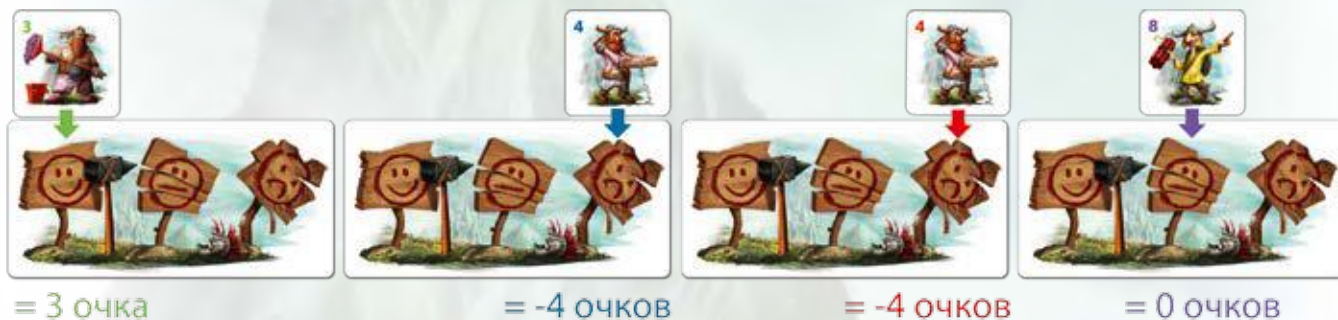 3 4 4 8
= 3 очка = -4 очков = -4 очков = 0 очков